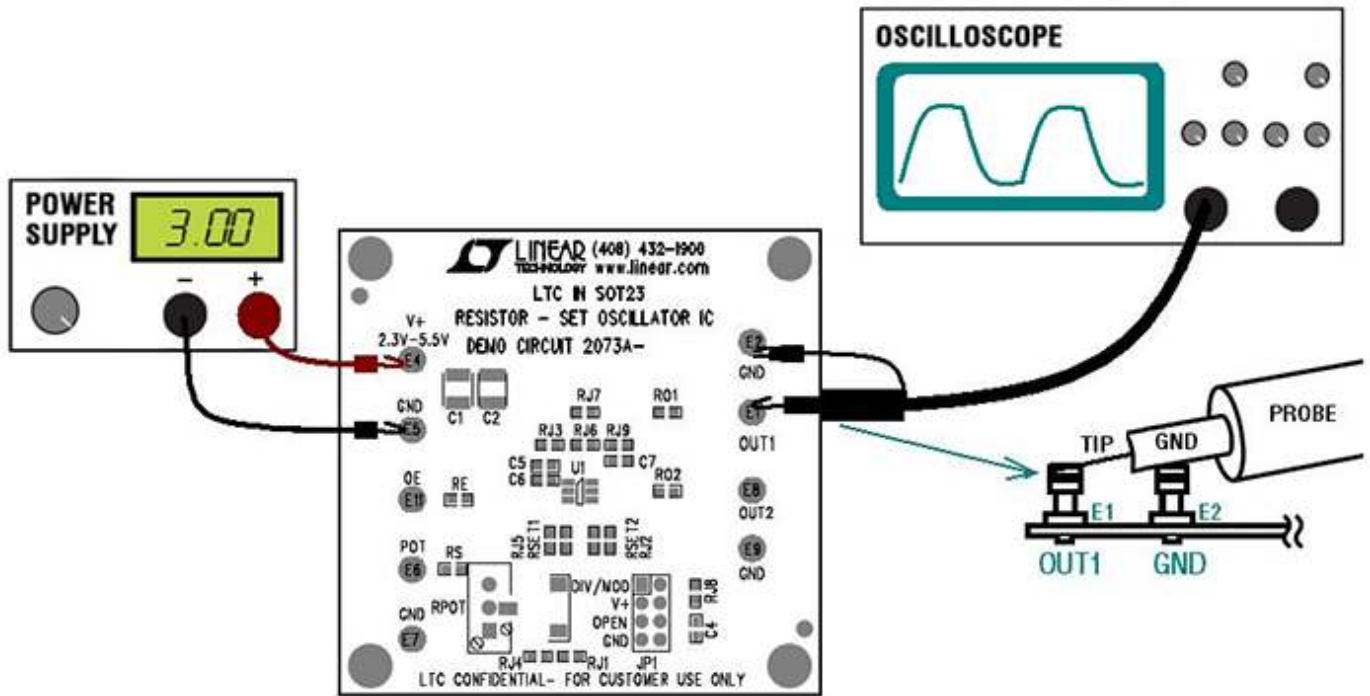 OSCILLOSCOPE
POWER
SUPPLY
3.00
-
+
LINEAR (408) 432-1900
TECHNOLOGY www.linear.com
LTC IN SOT23
RESISTOR - SET OSCILLATOR IC
DEMO CIRCUIT 2073A-
V+
2.3V-5.5V
E4
GND
E5
C1
C2
OE
E11
RE
POT
E6
RS
RPOT
GND
E7
RJ7
RO1
RJ3
RJ6
RJ9
C5
C6
U1
C7
RO2
RJ5
RSET1
RSET2
RJ2
DIV/MOD
V+
OPEN
GND
JP1
RJ8
C4
RJ4
RJ1
LTC CONFIDENTIAL- FOR CUSTOMER USE ONLY
E2
GND
E1
OUT1
E8
OUT2
E9
GND
PROBE
GND
TIP
E1
E2
OUT1
GND